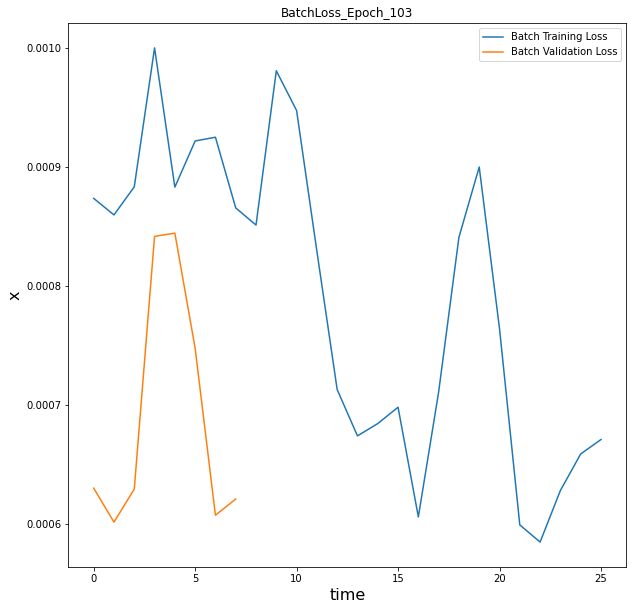 BatchLoss_Epoch_103
Batch Training Loss
Batch Validation Loss
0.0010
0.0009
0.0008
0.0007
0.0006
x
0 5 10 15 20 25
time